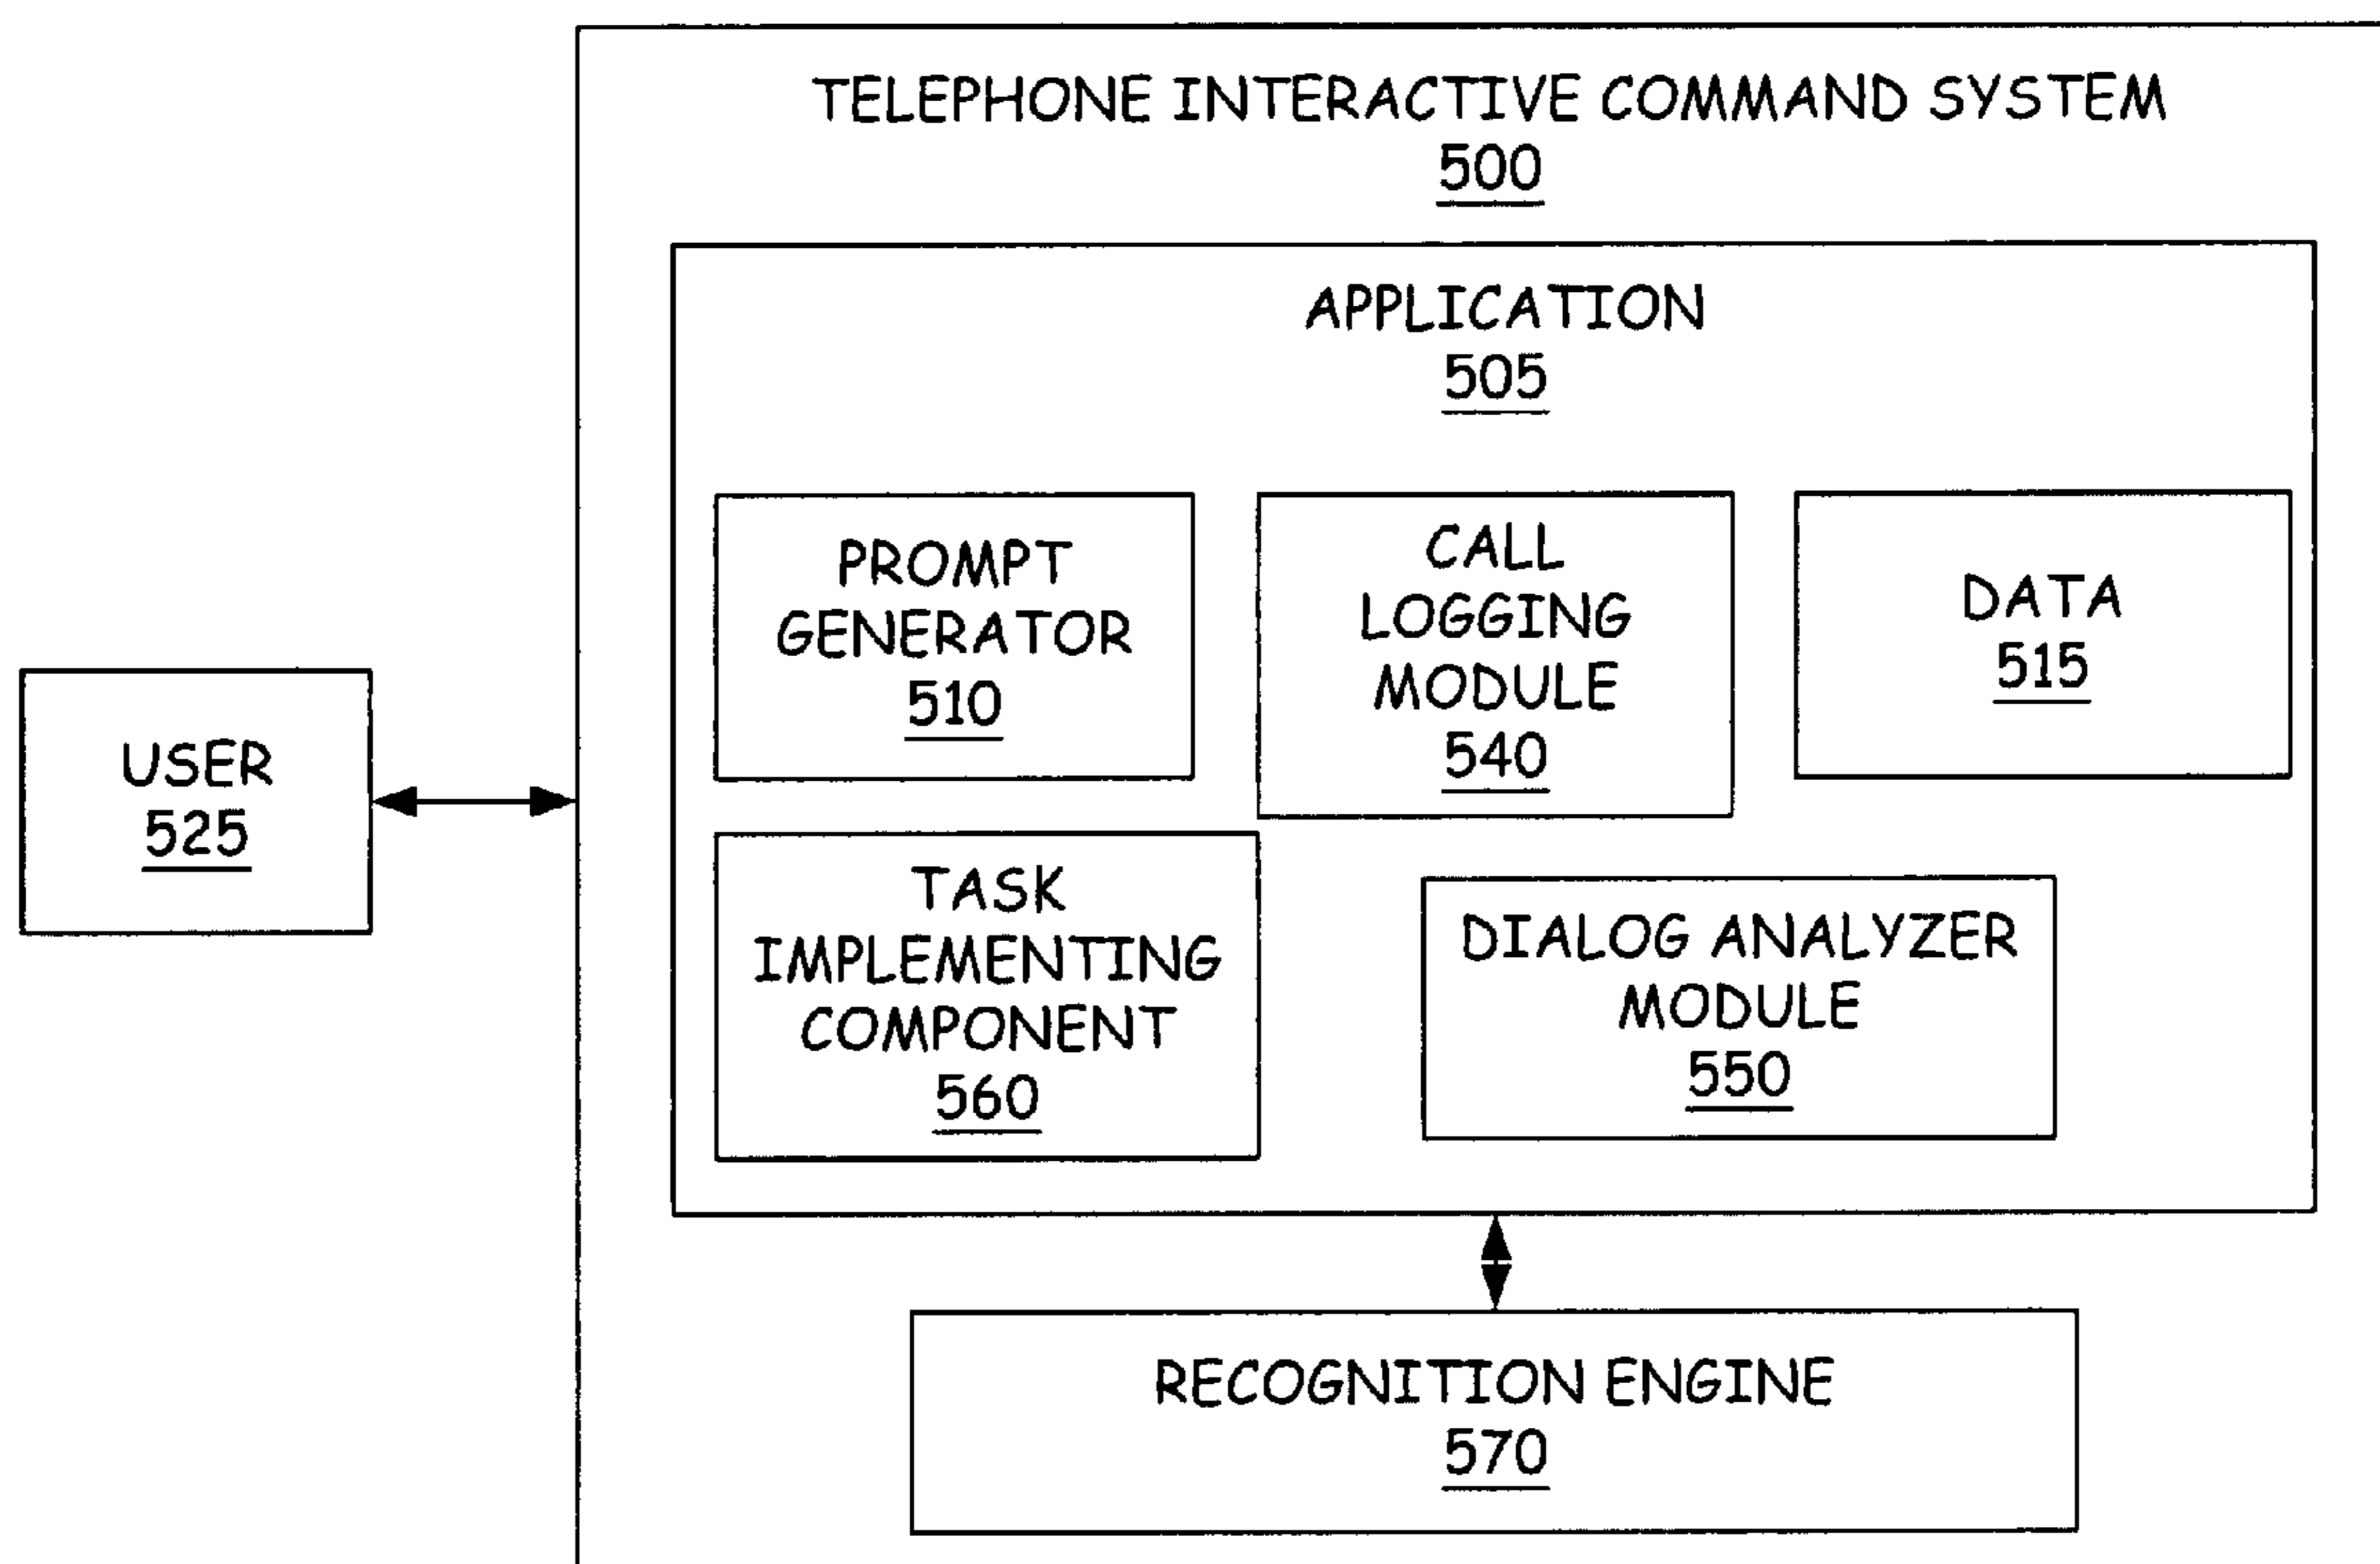 TELEPHONE INTERACTIVE COMMAND SYSTEM
500
APPLICATION
505
PROMPT
GENERATOR
510
CALL
LOGGING
MODULE
540
DATA
515
USER
525
TASK
IMPLEMENTING
COMPONENT
560
DIALOG ANALYZER
MODULE
550
RECOGNITION ENGINE
570